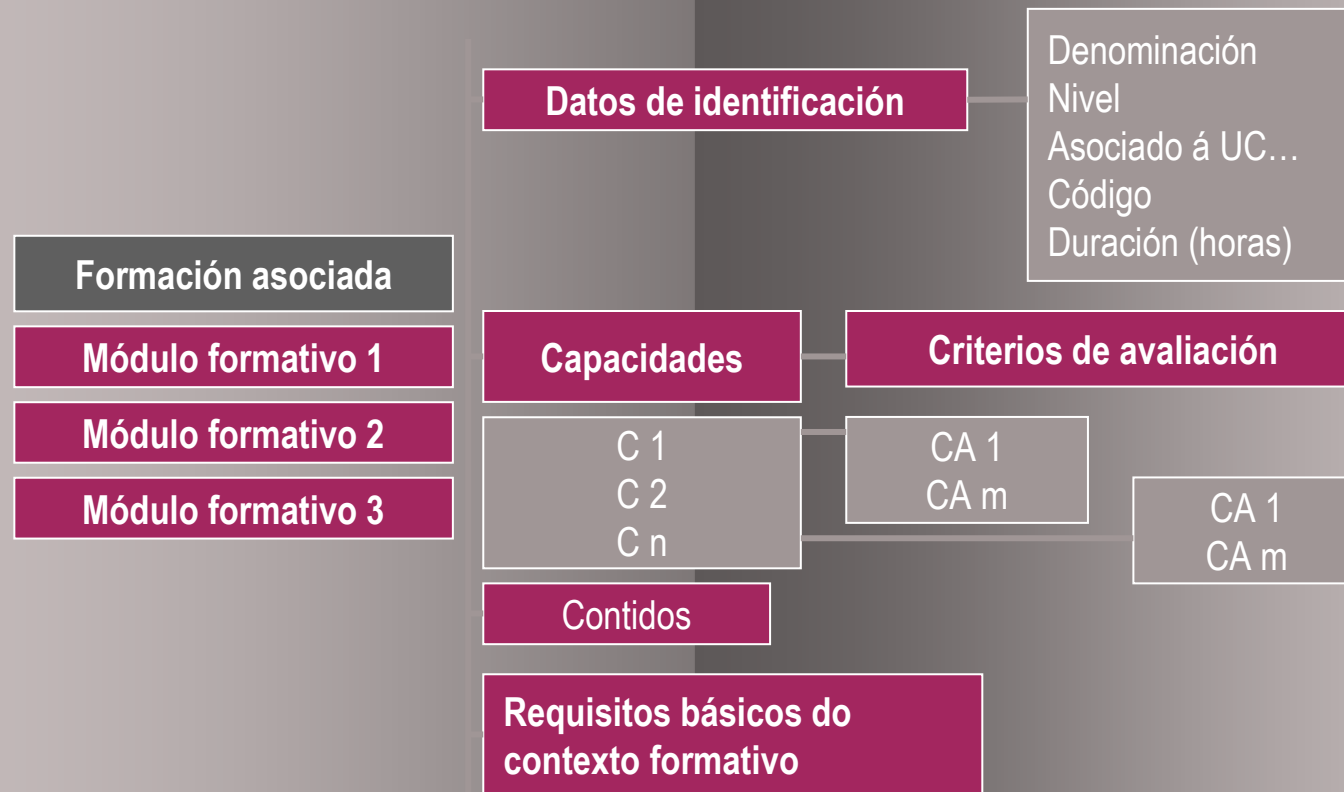 Formación asociada
Módulo formativo 1
Módulo formativo 2
Módulo formativo 3
Datos de identificación
Denominación
Nivel
Asociado á UC…
Código
Duración (horas)
Capacidades
Criterios de avaliación
C 1
C 2
C n
CA 1
CA m
CA 1
CA m
Contidos
Requisitos básicos do
contexto formativo